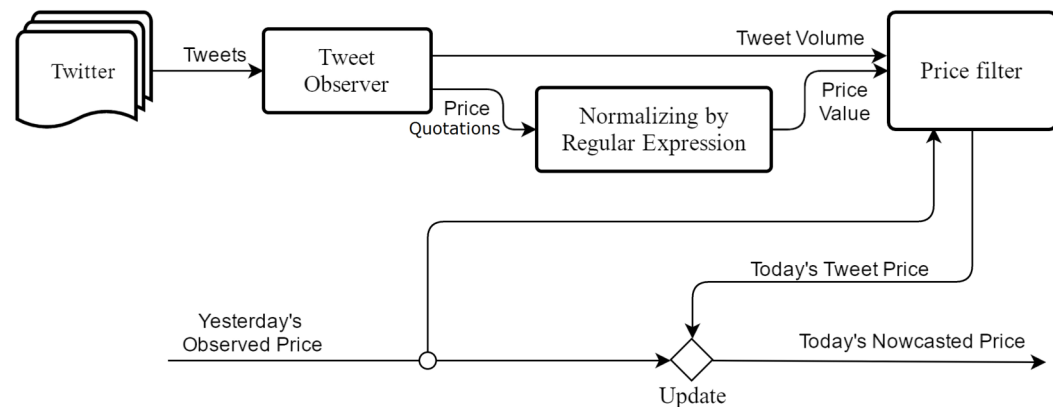 Twitter
Tweets
Tweet
Observer
Tweet Volume
Price
Quotations
Normalizing by
Regular Expression
Price
Value
Price filter
Today's Tweet Price
Yesterday's
Observed Price
Today's Nowcasted Price
Update